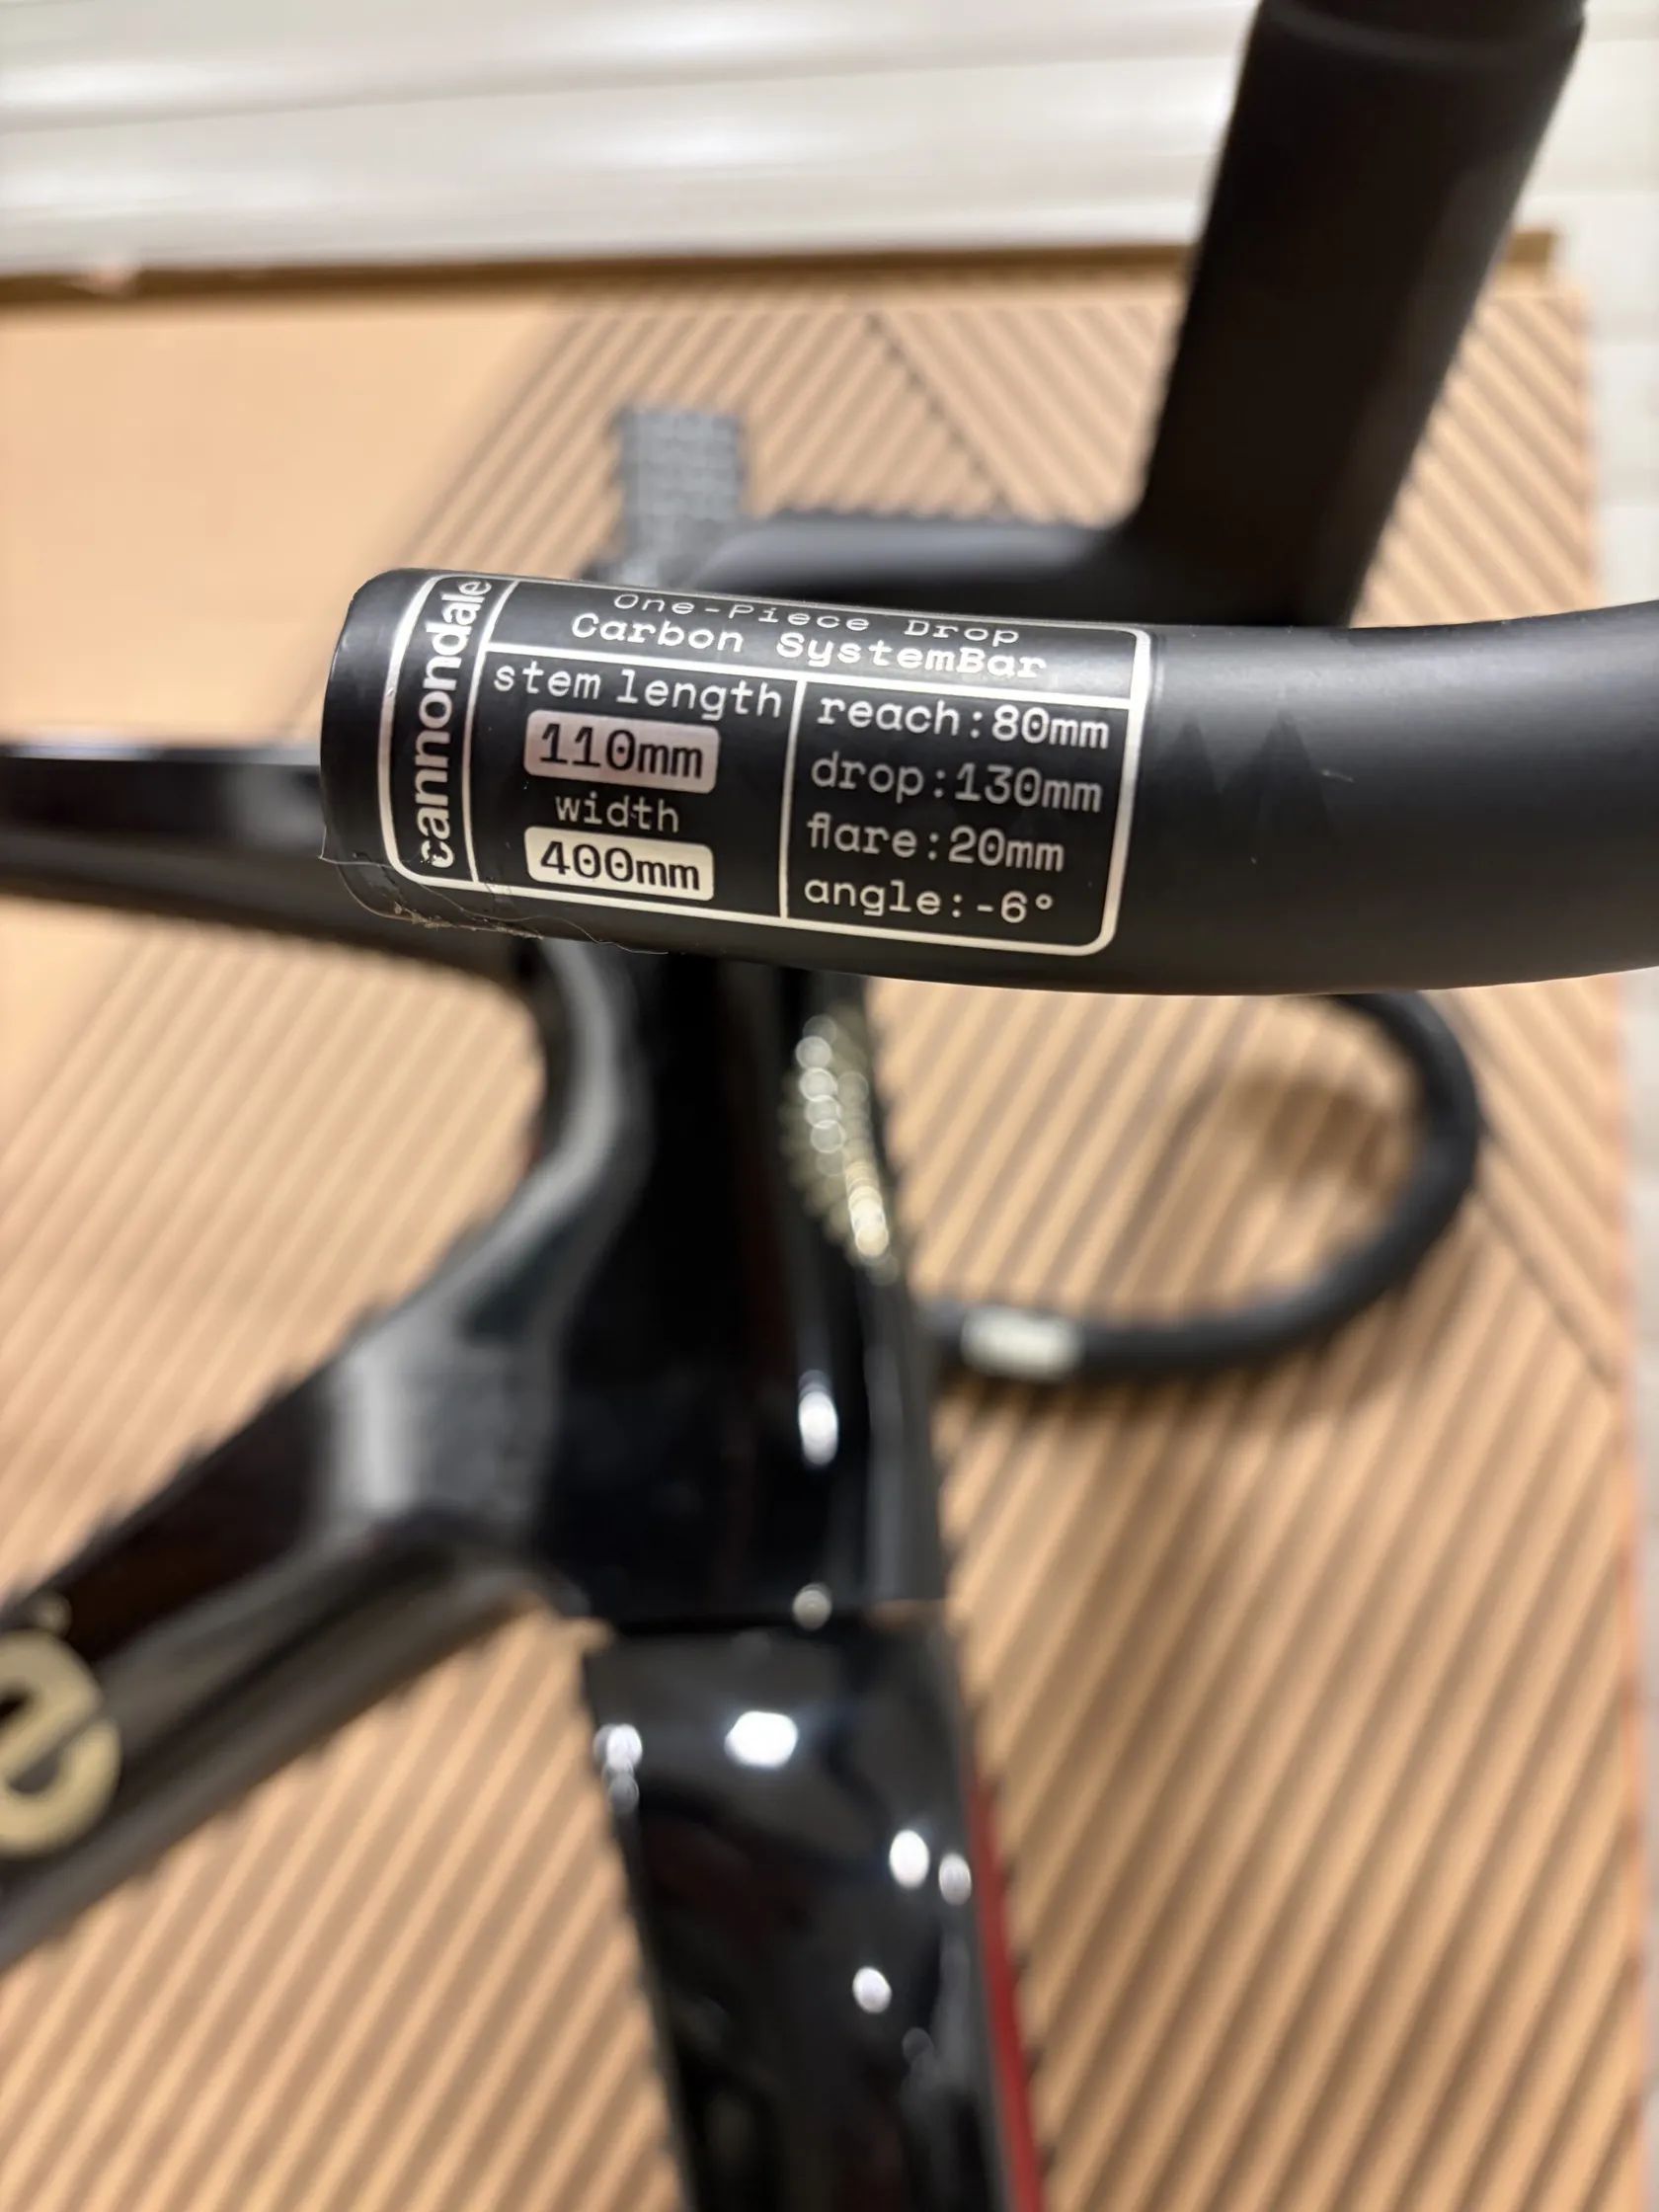 cannondale
One-Piece Drop
Carbon SystemBar
stem length
110mm
width
400mm
reach:80mm
drop:130mm
flare:20mm
angle:-6°
e